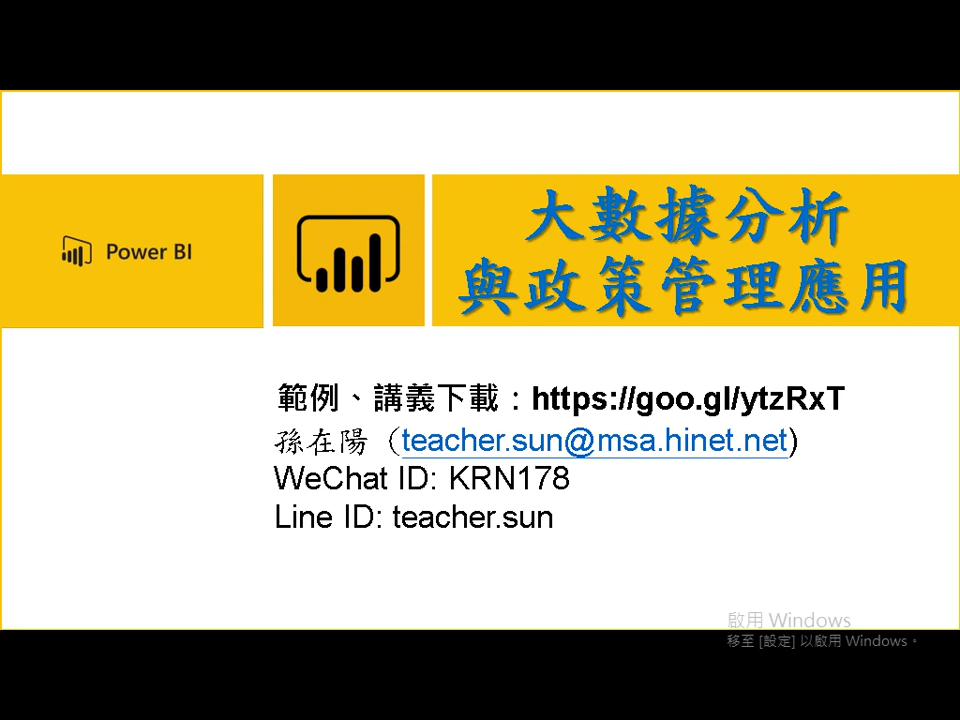 Power BI
大數據分析
與政策管理應用
範例、講義下載：https://goo.gl/ytzRxT
孫在陽（teacher.sun@msa.hinet.net)
WeChat ID: KRN178
Line ID: teacher.sun
啟用 Windows
移至 [設定] 以啟用 Windows。